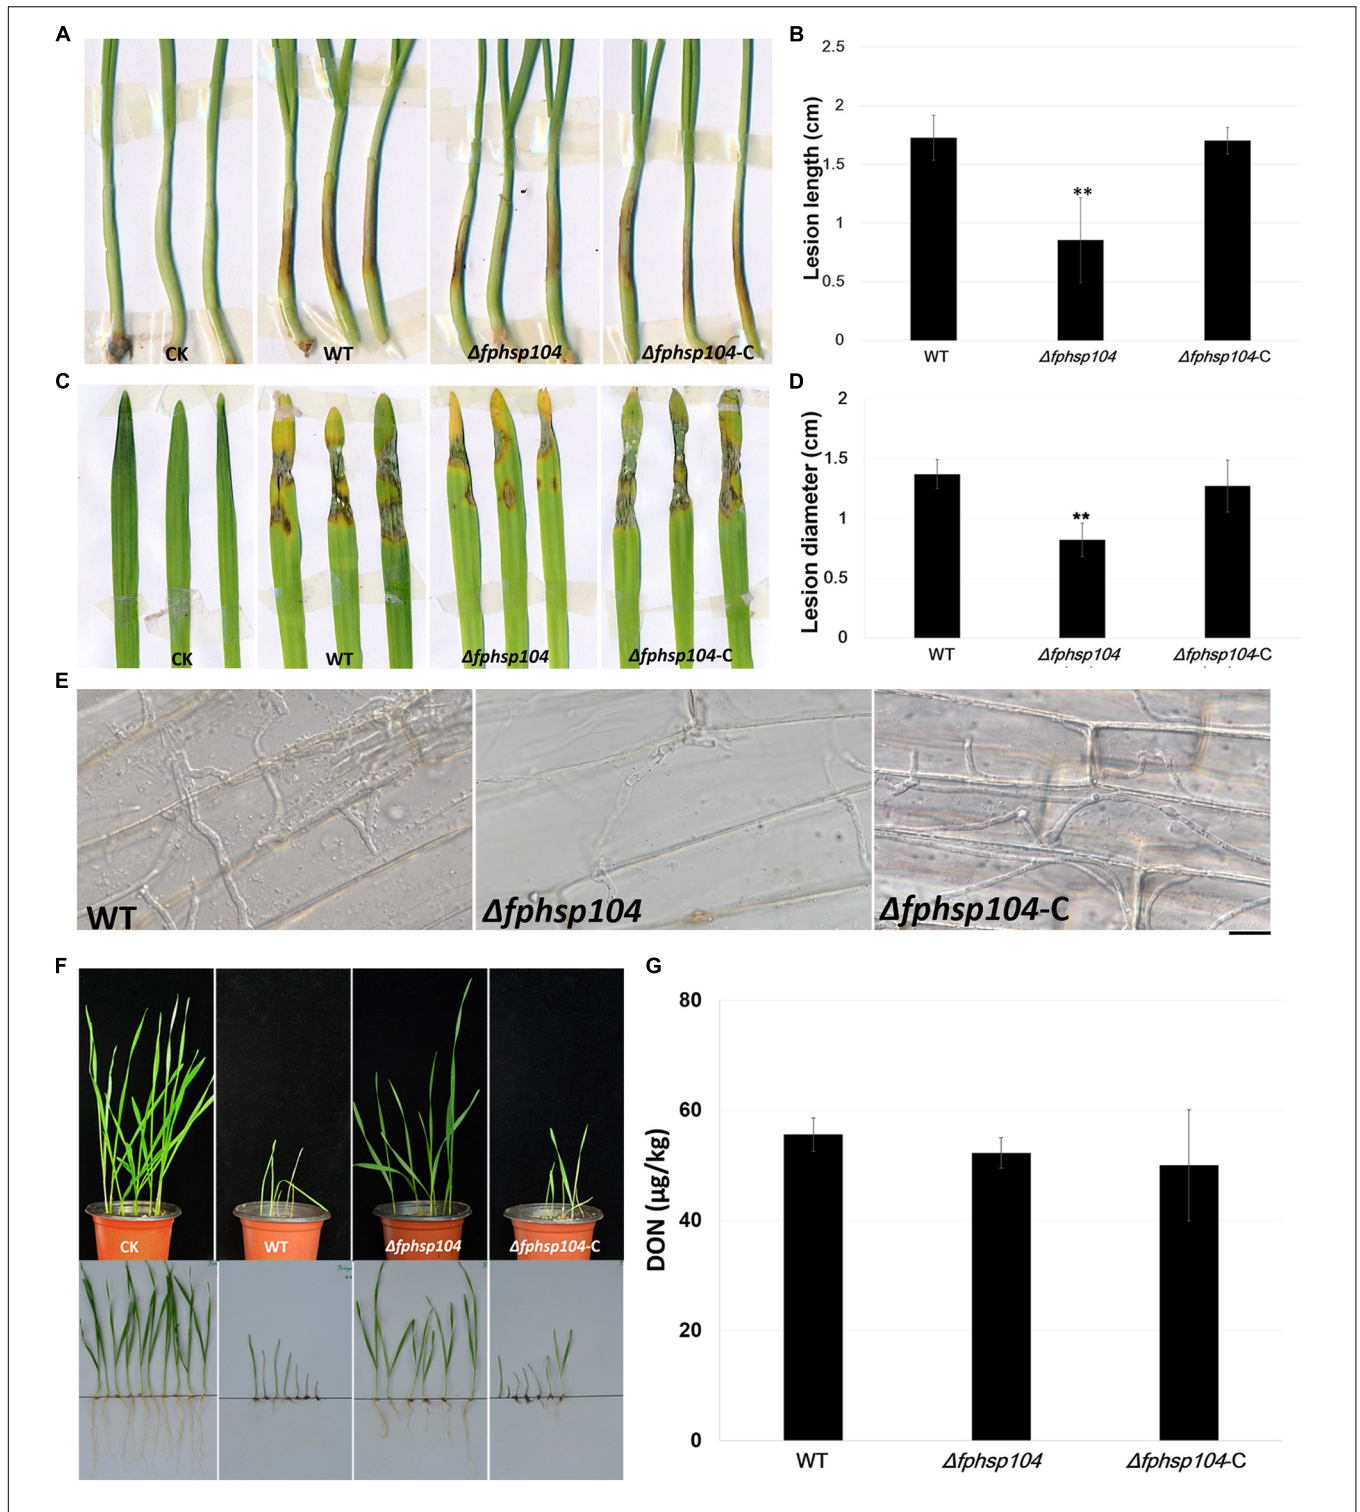 A
CK
WT
Δfphsp104
Δfphsp104-C
B
Lesion length (cm)
2.5
2
1.5
1
0.5
0
**
WT
Δfphsp104
Δfphsp104-C
C
CK
WT
Δfphsp104
Δfphsp104-C
D
Lesion diameter (cm)
2
1.5
1
0.5
0
**
WT
Δfphsp104
Δfphsp104-C
E
WT
Δfphsp104
Δfphsp104-C
F
CK
WT
Δfphsp104
Δfphsp104-C
G
DON (μg/kg)
80
60
40
20
0
WT
Δfphsp104
Δfphsp104-C